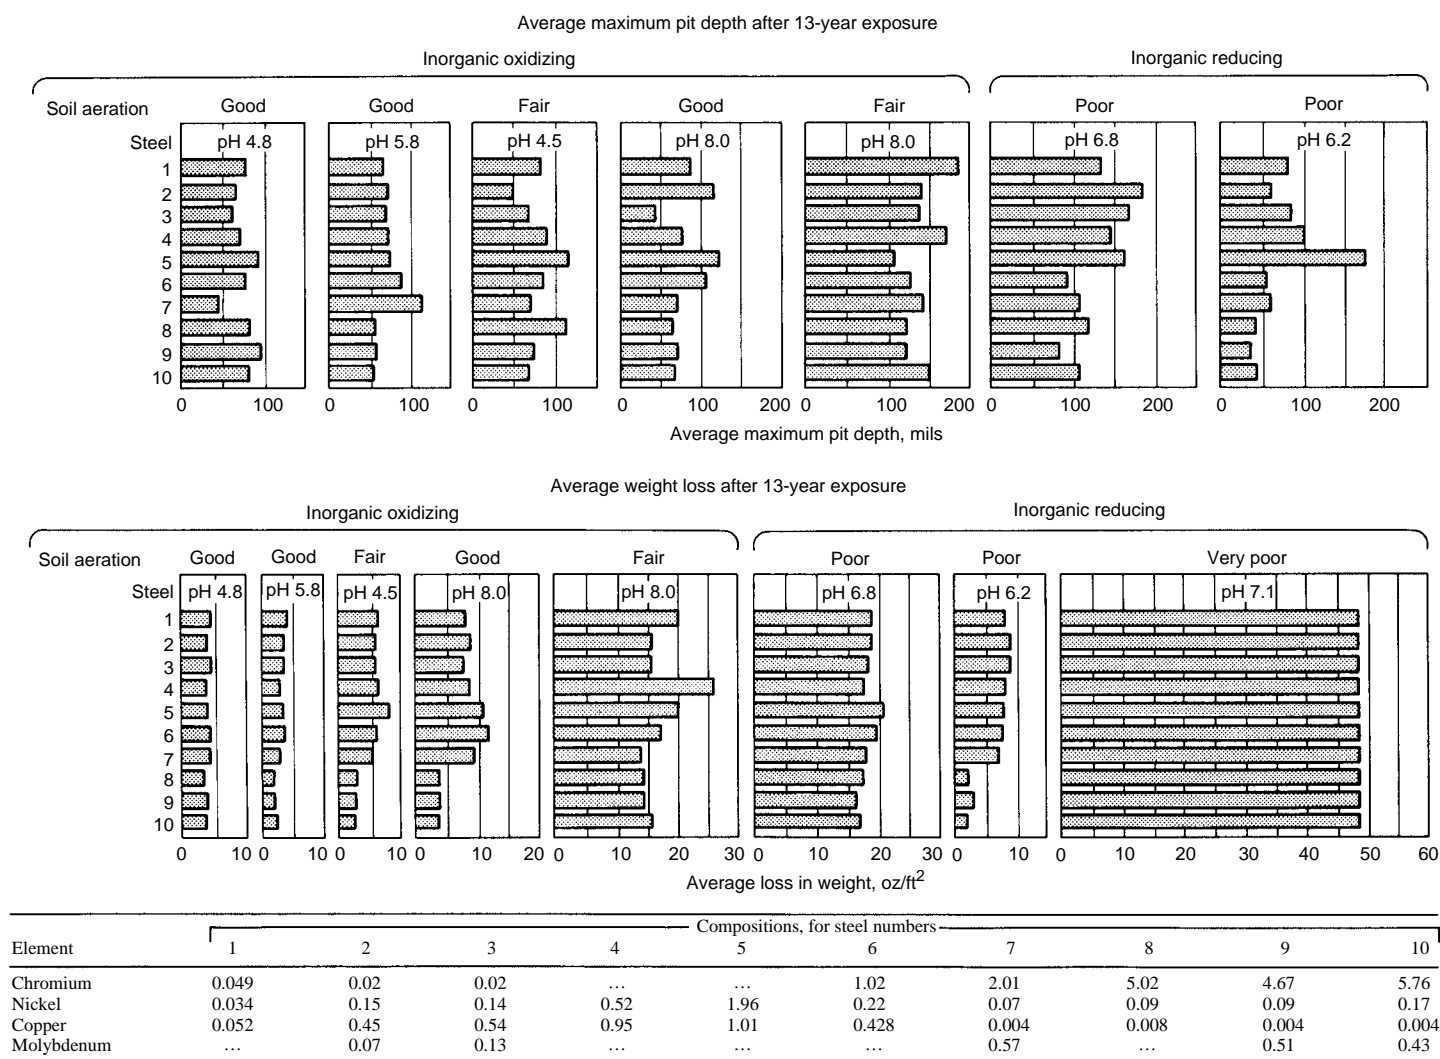 Average maximum pit depth after 13-year exposure
Inorganic oxidizing Inorganic reducing
Soil aeration Good Good Fair Good Fair Poor Poor
Steel pH 4.8 pH 5.8 pH 4.5 pH 8.0 pH 8.0 pH 6.8 pH 6.2
1
2
3
4
5
6
7
8
9
10
0 100 0 100 0 100 0 100 200 0 100 200 0 100 200 0 100 200
Average maximum pit depth, mils
Average weight loss after 13-year exposure
Inorganic oxidizing Inorganic reducing
Soil aeration Good Good Fair Good Fair Poor Poor Very poor
Steel pH 4.8 pH 5.8 pH 4.5 pH 8.0 pH 8.0 pH 6.8 pH 6.2 pH 7.1
1
2
3
4
5
6
7
8
9
10
0 10 0 10 0 10 0 10 20 0 10 20 30 0 10 20 30 0 10 0 10 20 30 40 50 60
Average loss in weight, oz/ft2
Compositions, for steel numbers
Element 1 2 3 4 5 6 7 8 9 10
Chromium 0.049 0.02 0.02 … … 1.02 2.01 5.02 4.67 5.76
Nickel 0.034 0.15 0.14 0.52 1.96 0.22 0.07 0.09 0.09 0.17
Copper 0.052 0.45 0.54 0.95 1.01 0.428 0.004 0.008 0.004 0.004
Molybdenum … 0.07 0.13 … … … 0.57 … 0.51 0.43